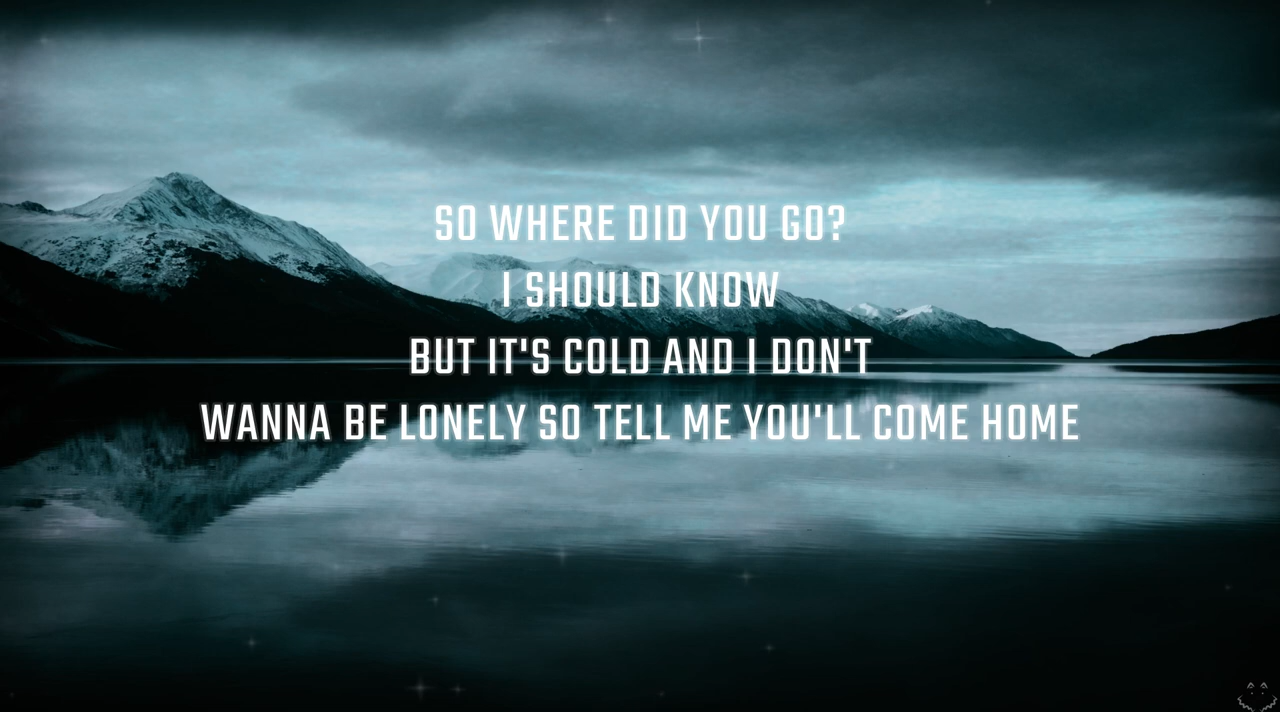 SO WHERE DID YOU GO?
I SHOULD KNOW
BUT IT'S COLD AND I DON'T
WANNA BE LONELY SO TELL ME YOU'LL COME HOME